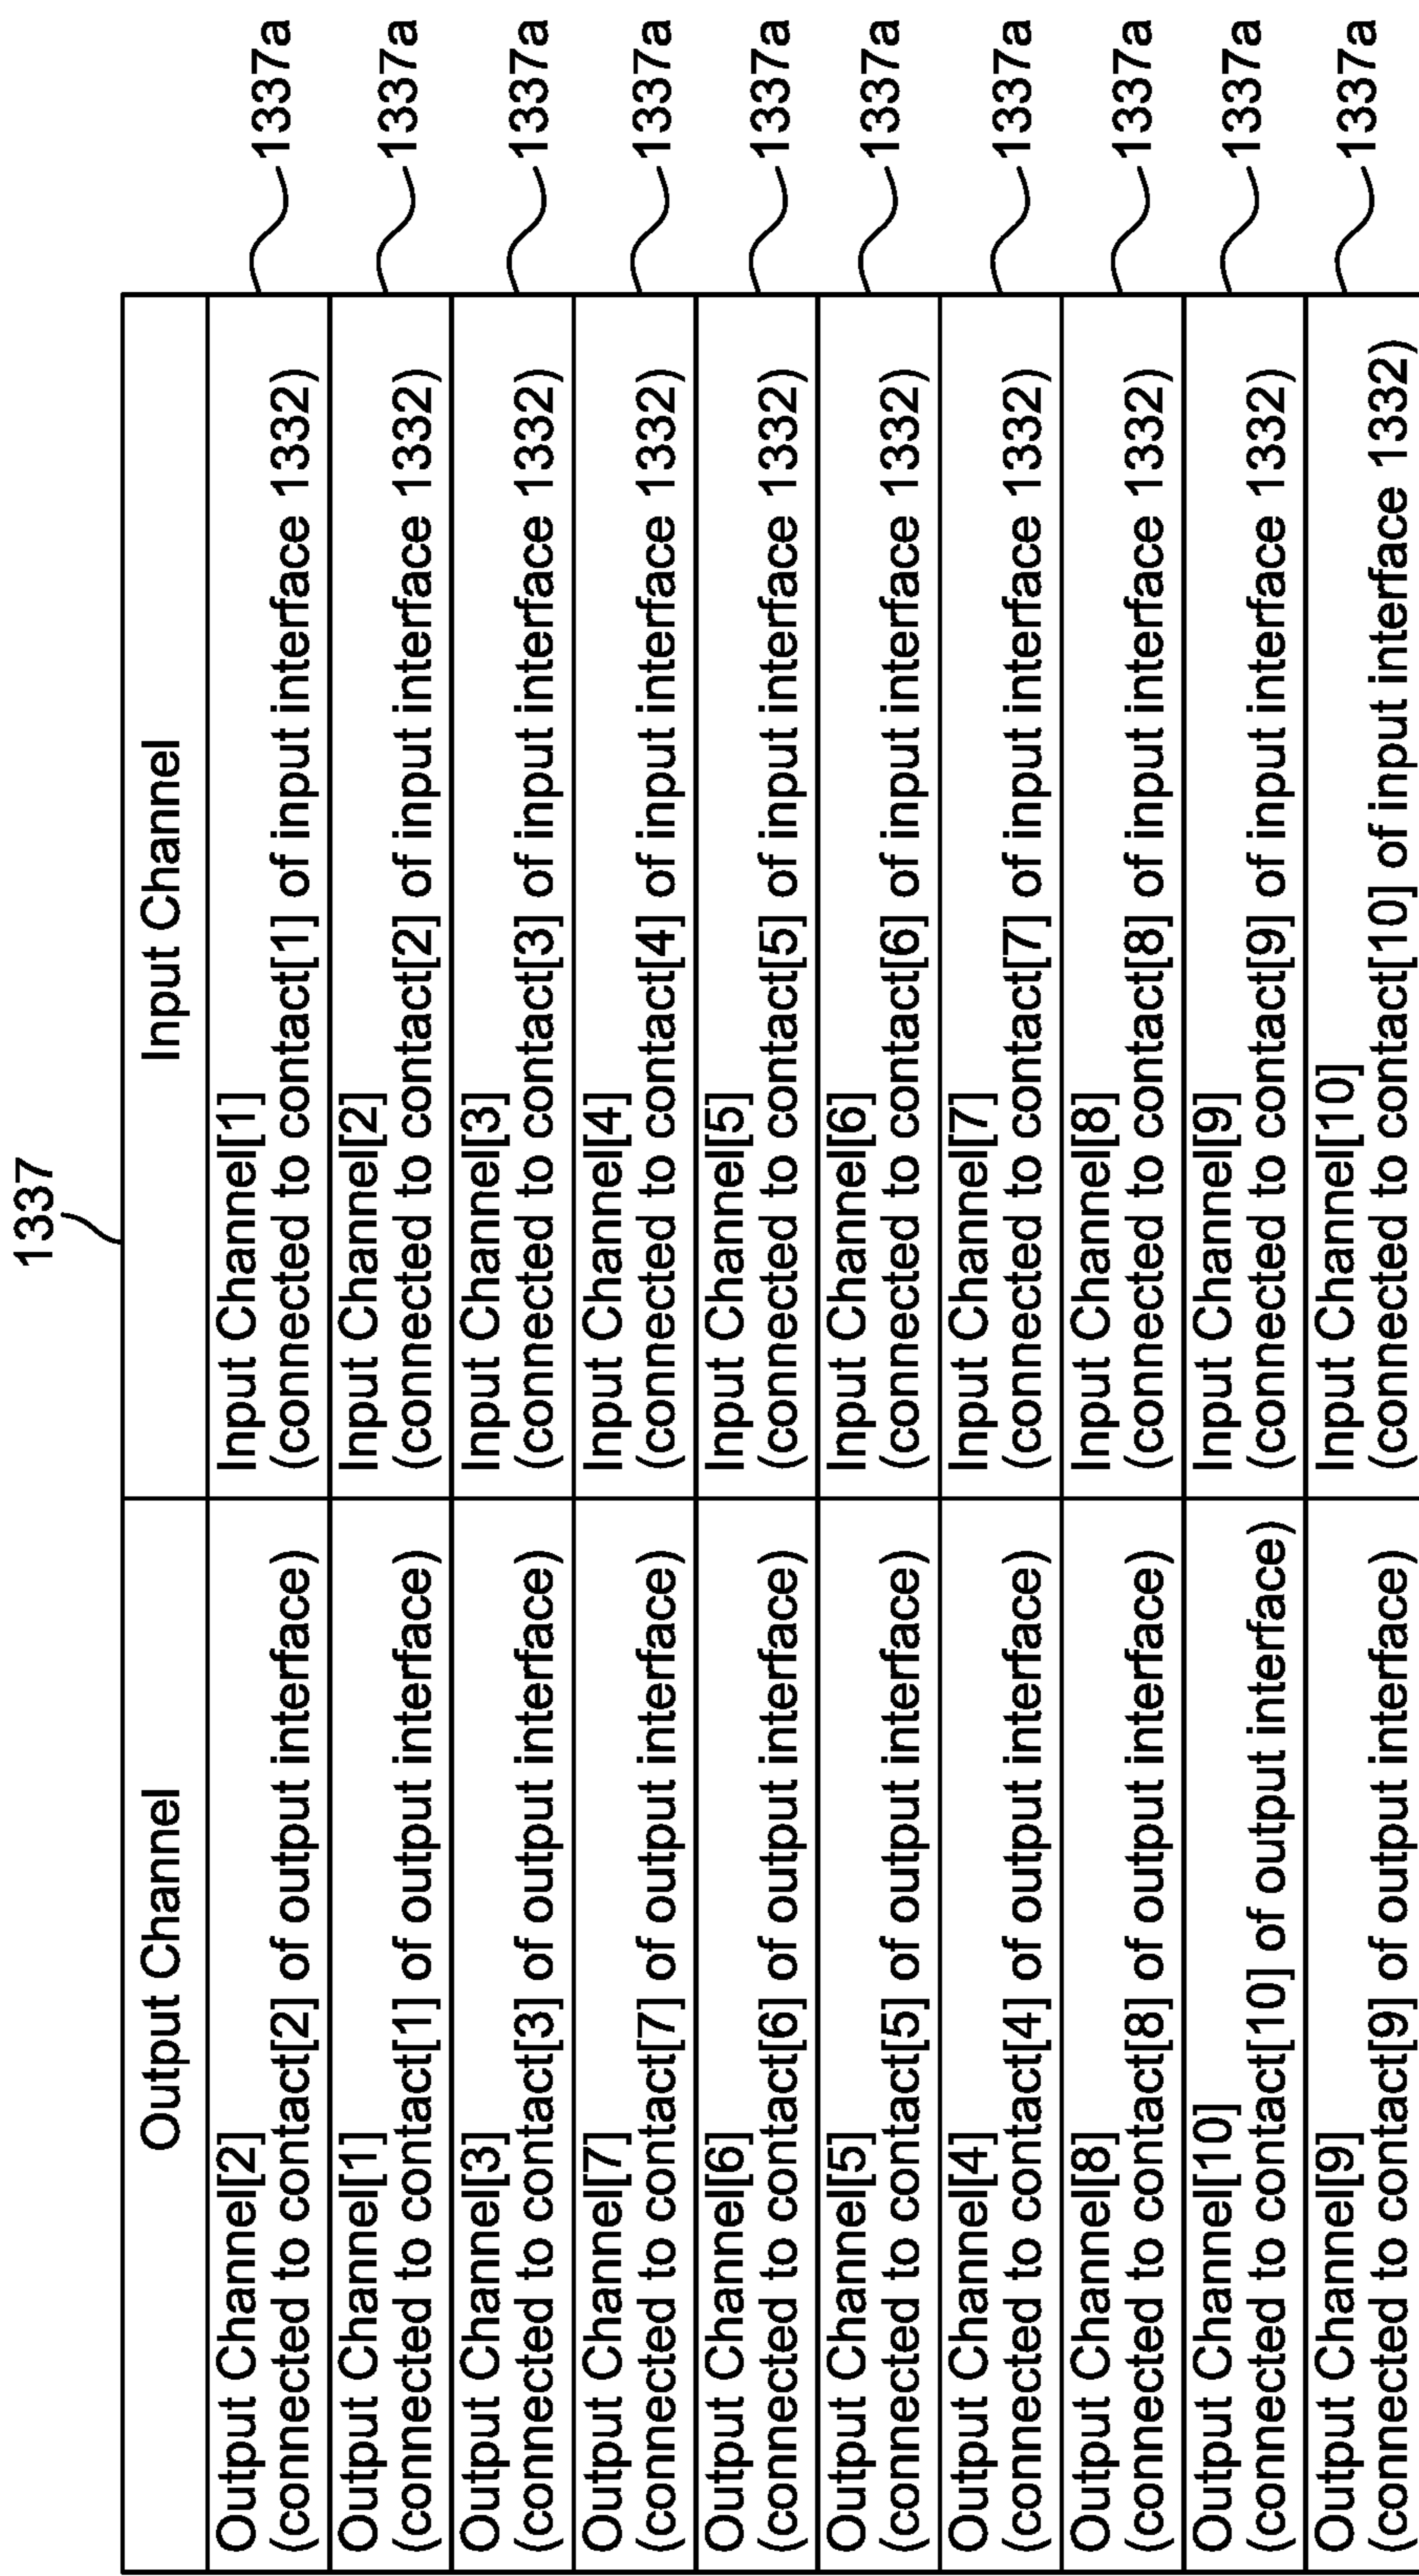 1337
Output Channel
Input Channel
Output Channel[2]
(connected to contact[2] of output interface)
Input Channel[1]
(connected to contact[1] of input interface 1332)
1337a
Output Channel[1]
(connected to contact[1] of output interface)
Input Channel[2]
(connected to contact[2] of input interface 1332)
1337a
Output Channel[3]
(connected to contact[3] of output interface)
Input Channel[3]
(connected to contact[3] of input interface 1332)
1337a
Output Channel[7]
(connected to contact[7] of output interface)
Input Channel[4]
(connected to contact[4] of input interface 1332)
1337a
Output Channel[6]
(connected to contact[6] of output interface)
Input Channel[5]
(connected to contact[5] of input interface 1332)
1337a
Output Channel[5]
(connected to contact[5] of output interface)
Input Channel[6]
(connected to contact[6] of input interface 1332)
1337a
Output Channel[4]
(connected to contact[4] of output interface)
Input Channel[7]
(connected to contact[7] of input interface 1332)
1337a
Output Channel[8]
(connected to contact[8] of output interface)
Input Channel[8]
(connected to contact[8] of input interface 1332)
1337a
Output Channel[10]
(connected to contact[10] of output interface)
Input Channel[9]
(connected to contact[9] of input interface 1332)
1337a
Output Channel[9]
(connected to contact[9] of output interface)
Input Channel[10]
(connected to contact[10] of input interface 1332)
1337a